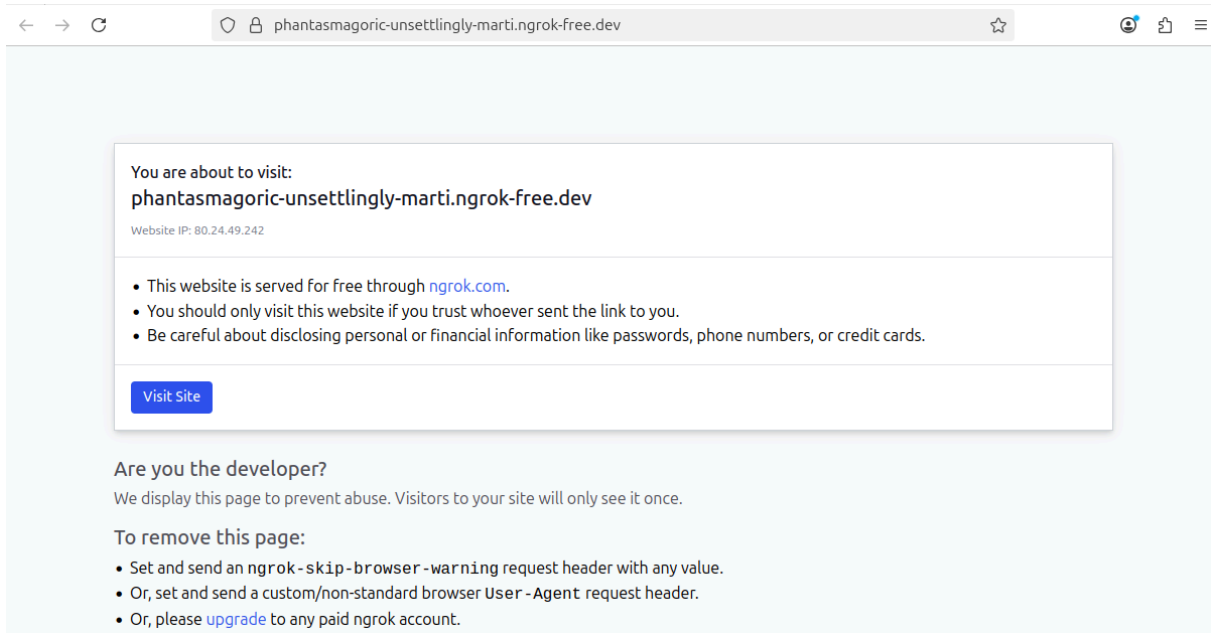 phantasmagoric-unsettlingly-marti.ngrok-free.dev
You are about to visit:
phantasmagoric-unsettlingly-marti.ngrok-free.dev
Website IP: 80.24.49.242
• This website is served for free through ngrok.com.
• You should only visit this website if you trust whoever sent the link to you.
• Be careful about disclosing personal or financial information like passwords, phone numbers, or credit cards.
Visit Site
Are you the developer?
We display this page to prevent abuse. Visitors to your site will only see it once.
To remove this page:
• Set and send an ngrok-skip-browser-warning request header with any value.
• Or, set and send a custom/non-standard browser User-Agent request header.
• Or, please upgrade to any paid ngrok account.